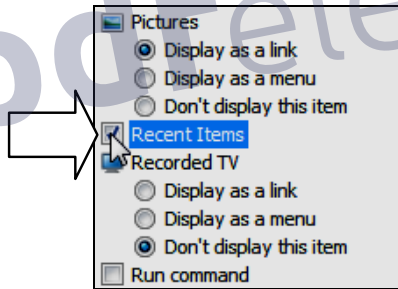 Pictures
Display as a link
Display as a menu
Don't display this item
Recent Items
Recorded TV
Display as a link
Display as a menu
Don't display this item
Run command